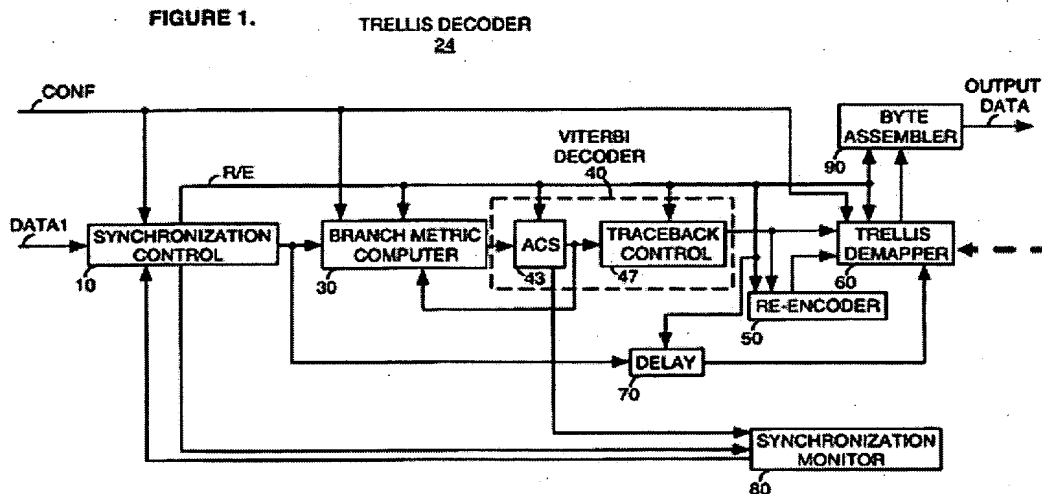 FIGURE 1.
TRELLIS DECODER
24
CONF
OUTPUT
DATA
BYTE
ASSEMBLER
90
VITERBI
DECODER
40
R/E
DATA1
SYNCHRONIZATION
CONTROL
10
BRANCH METRIC
COMPUTER
30
ACS
43
TRACEBACK
CONTROL
47
TRELLIS
DEMAPPER
60
RE-ENCODER
50
DELAY
70
SYNCHRONIZATION
MONITOR
80